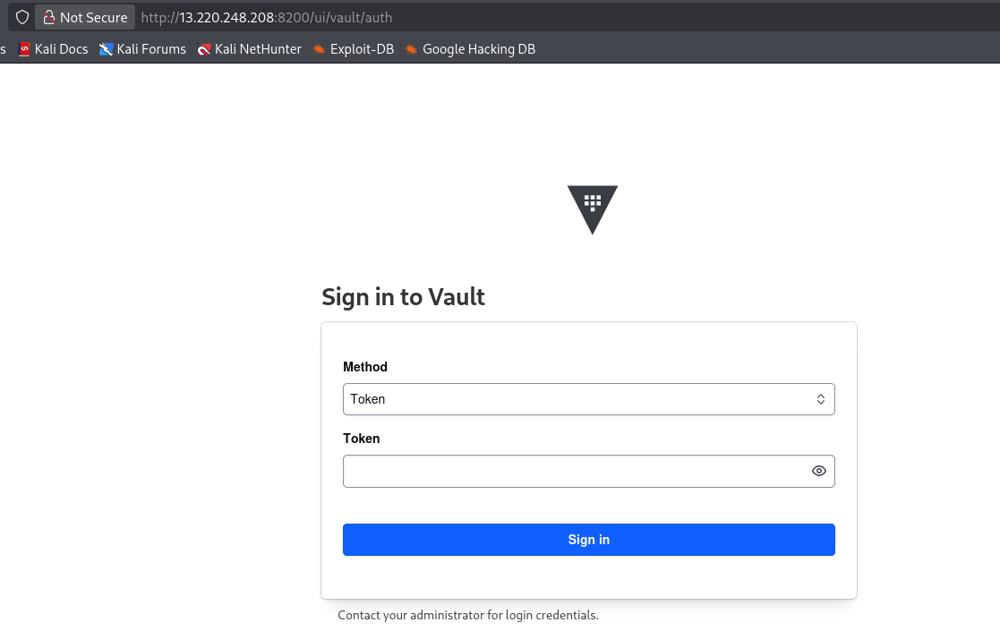 Not Secure http://13.220.248.208:8200/ui/vault/auth
s Kali Docs Kali Forums Kali NetHunter Exploit-DB Google Hacking DB
Sign in to Vault
Method
Token
Token
Sign in
Contact your administrator for login credentials.